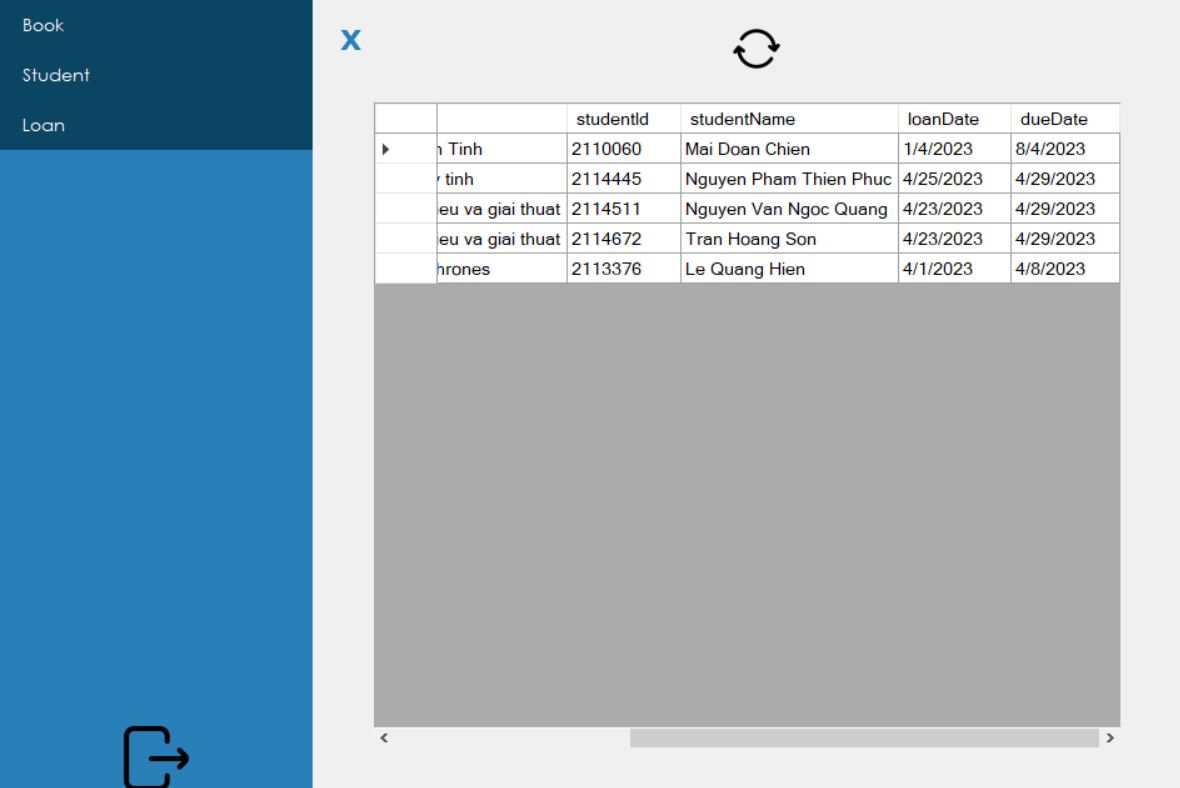 Book
Student
Loan
X
studentId studentName loanDate dueDate
Tinh 2110060 Mai Doan Chien 1/4/2023 8/4/2023
tinh 2114445 Nguyen Pham Thien Phuc 4/25/2023 4/29/2023
ieu va giai thuat 2114511 Nguyen Van Ngoc Quang 4/23/2023 4/29/2023
ieu va giai thuat 2114672 Tran Hoang Son 4/23/2023 4/29/2023
hrones 2113376 Le Quang Hien 4/1/2023 4/8/2023